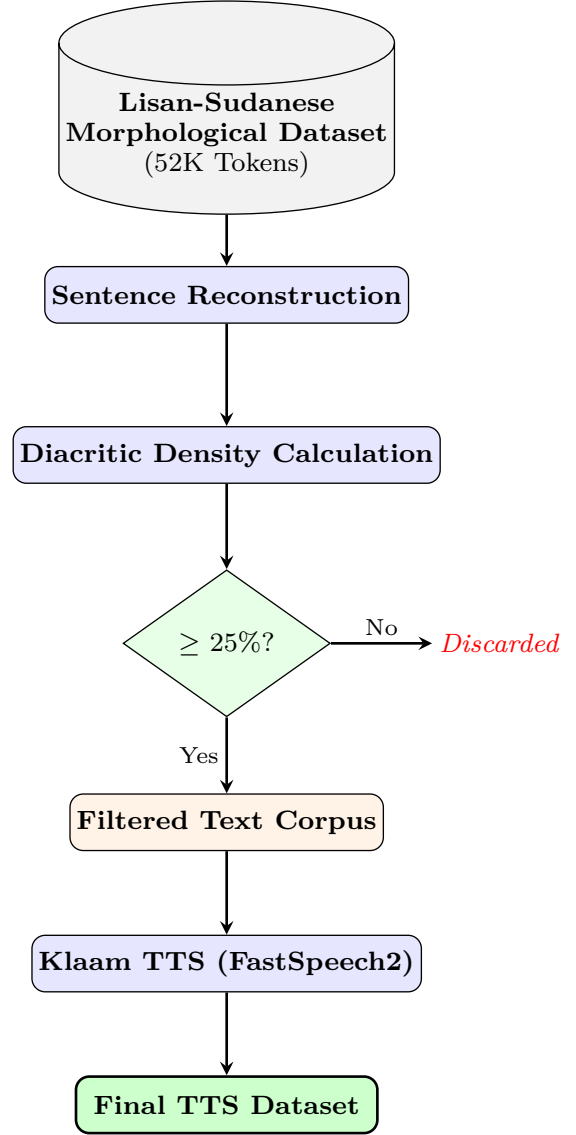 Lisan-Sudanese
Morphological Dataset
(52K Tokens)
Sentence Reconstruction
Diacritic Density Calculation
≥ 25%?
No
Discarded
Yes
Filtered Text Corpus
Klaam TTS (FastSpeech2)
Final TTS Dataset